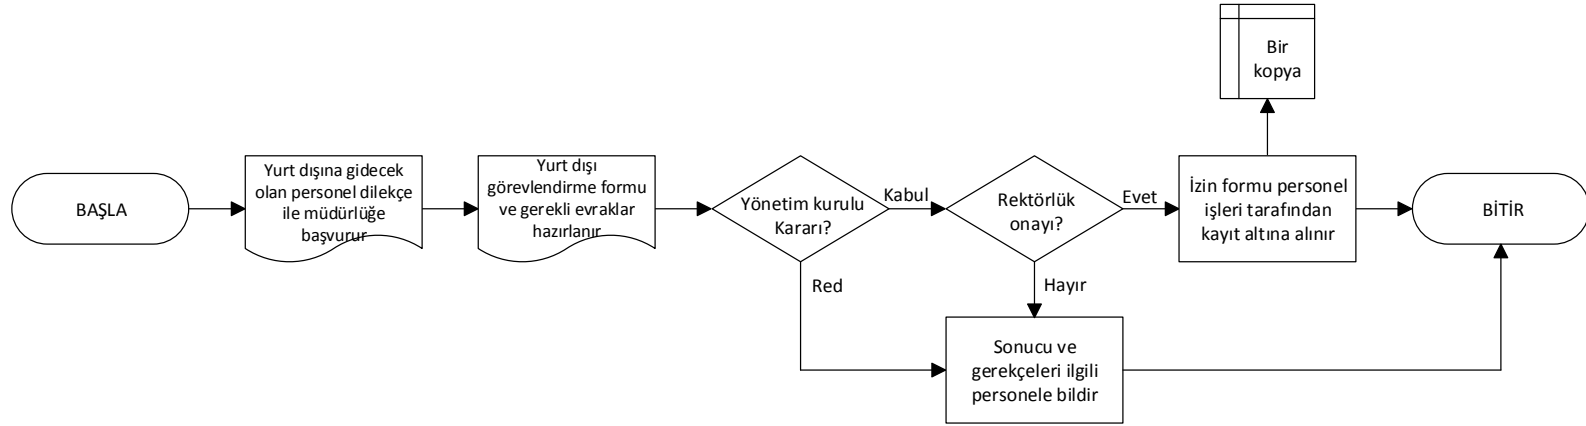 BAŞLA
Yurt dışına gidecek
olan personel dilekçe
ile müdürlüğe
başvurur
Yurt dışı
görevlendirme formu
ve gerekli evraklar
hazırlanır
Yönetim kurulu
Kararı?
Kabul
Red
Rektörlük
onayı?
Evet
Hayır
İzin formu personel
işleri tarafından
kayıt altına alınır
Bir
kopya
BİTİR
Sonucu ve
gerekçeleri ilgili
personele bildir